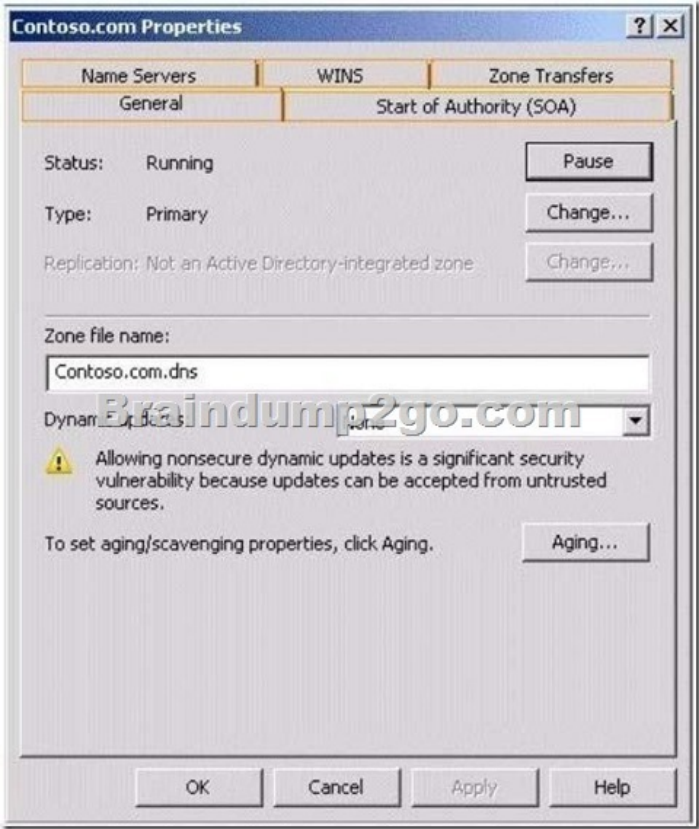 Contoso.com Properties
Name Servers WINS Zone Transfers
General Start of Authority (SOA)
Status: Running Pause
Type: Primary Change...
Replication: Not an Active Directory-integrated zone Change...
Zone file name:
Contoso.com.dns
Braindump2go.com
Allowing nonsecure dynamic updates is a significant security
vulnerability because updates can be accepted from untrusted
sources.
To set aging/scavenging properties, click Aging. Aging...
OK Cancel Apply Help